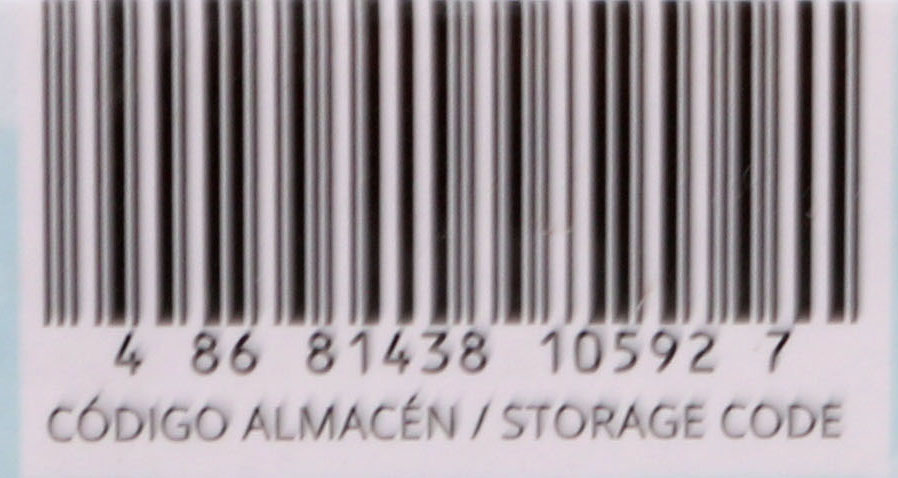 4 86 81438 10592 7
CÓDIGO ALMACÉN / STORAGE CODE